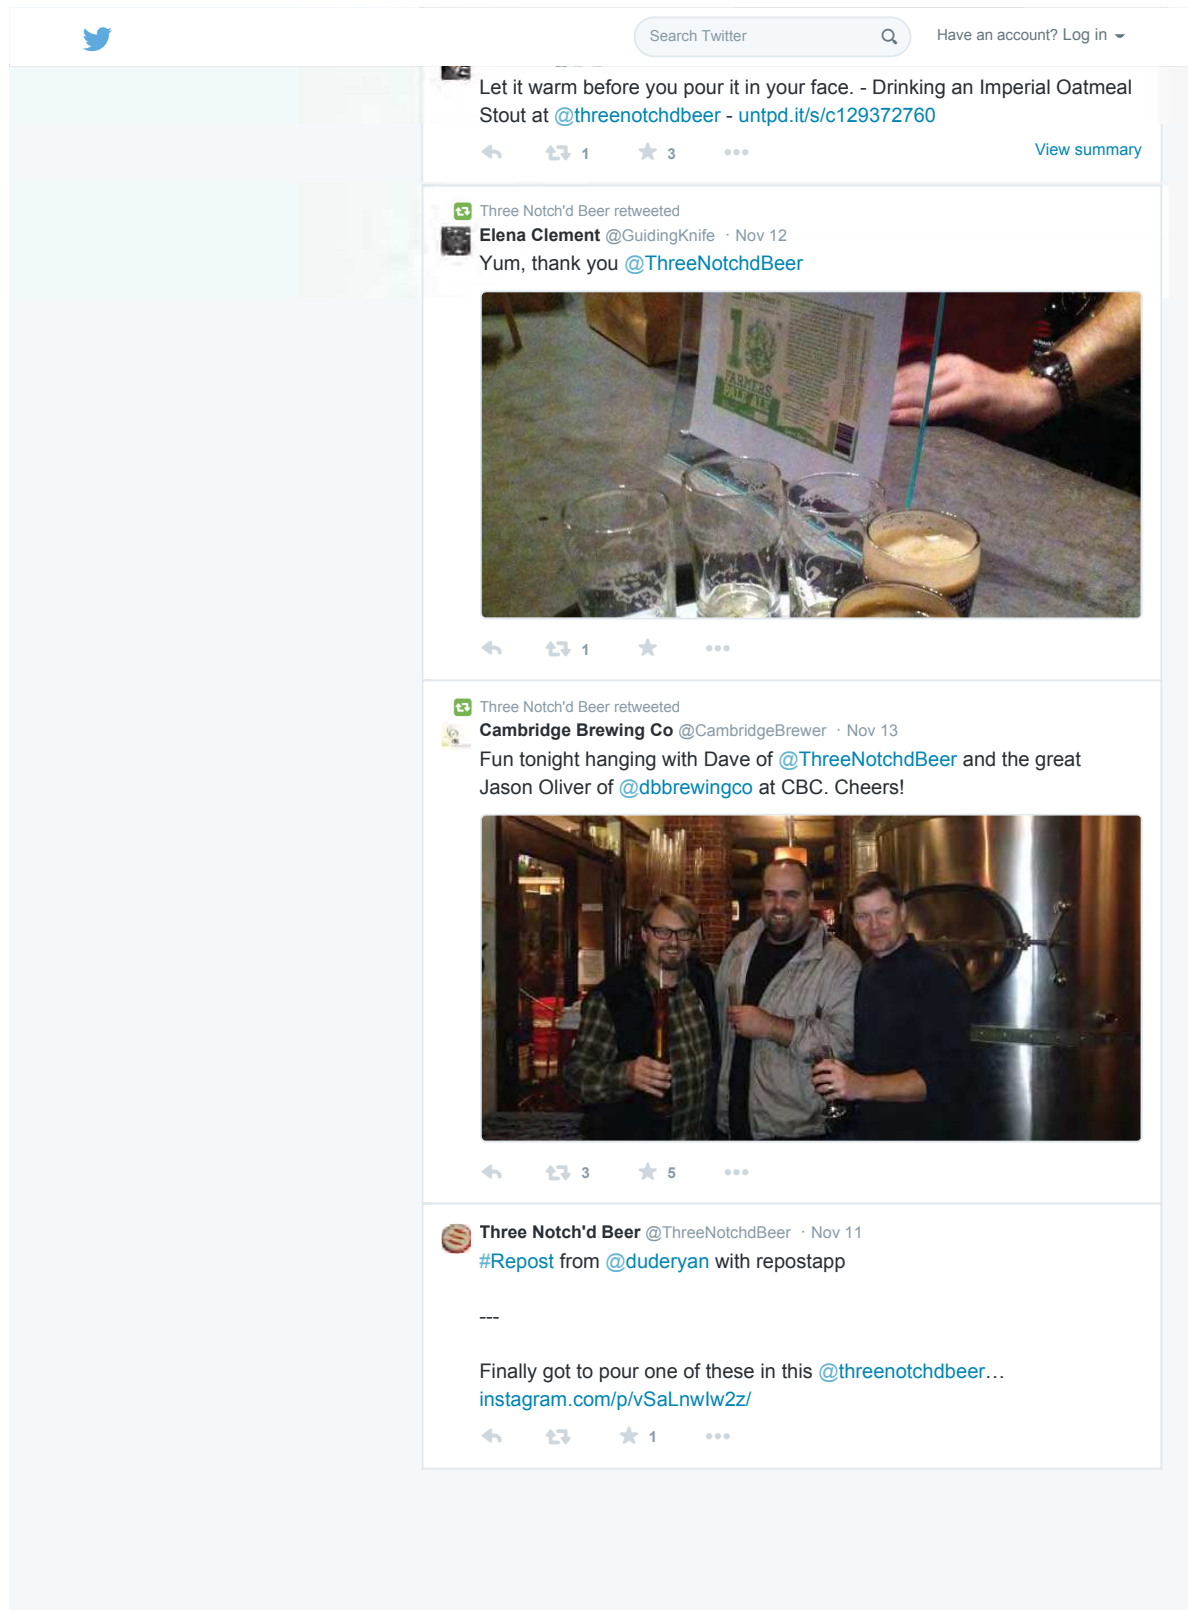 Search Twitter
Have an account? Log in
Let it warm before you pour it in your face. - Drinking an Imperial Oatmeal
Stout at @threenotchdbeer - untpd.it/s/c129372760
1 3 View summary
Three Notch'd Beer retweeted
Elena Clement @GuidingKnife · Nov 12
Yum, thank you @ThreeNotchdBeer
10
FARMERS
PALE ALE
1
Three Notch'd Beer retweeted
Cambridge Brewing Co @CambridgeBrewer · Nov 13
Fun tonight hanging with Dave of @ThreeNotchdBeer and the great
Jason Oliver of @dbbrewingco at CBC. Cheers!
3 5
Three Notch'd Beer @ThreeNotchdBeer · Nov 11
#Repost from @duderyan with repostapp
---
Finally got to pour one of these in this @threenotchdbeer…
instagram.com/p/vSaLnwIw2z/
1